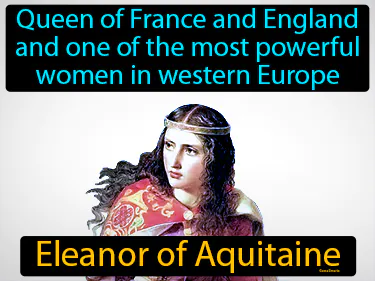 Queen of France and England
and one of the most powerful
women in western Europe
Eleanor of Aquitaine